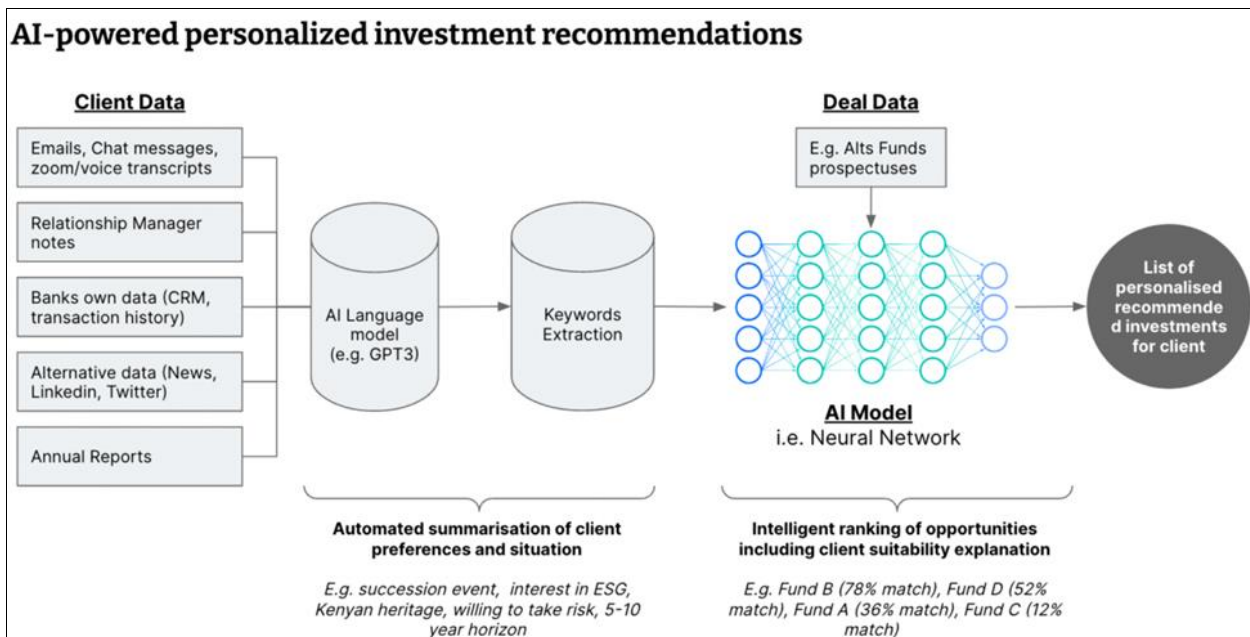 AI-powered personalized investment recommendations
Client Data
Emails, Chat messages,
zoom/voice transcripts
Relationship Manager
notes
Banks own data (CRM,
transaction history)
Alternative data (News,
Linkedin, Twitter)
Annual Reports
AI Language
model
(e.g. GPT3)
Keywords
Extraction
Deal Data
E.g. Alts Funds
prospectuses
AI Model
i.e. Neural Network
List of
personalised
recommende
d investments
for client
Automated summarisation of client
preferences and situation
E.g. succession event, interest in ESG,
Kenyan heritage, willing to take risk, 5-10
year horizon
Intelligent ranking of opportunities
including client suitability explanation
E.g. Fund B (78% match), Fund D (52%
match), Fund A (36% match), Fund C (12%
match)